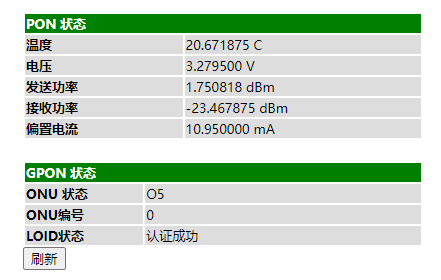 PON 状态
温度 20.671875 C
电压 3.279500 V
发送功率 1.750818 dBm
接收功率 -23.467875 dBm
偏置电流 10.950000 mA
GPON 状态
ONU 状态 O5
ONU编号 0
LOID状态 认证成功
刷新